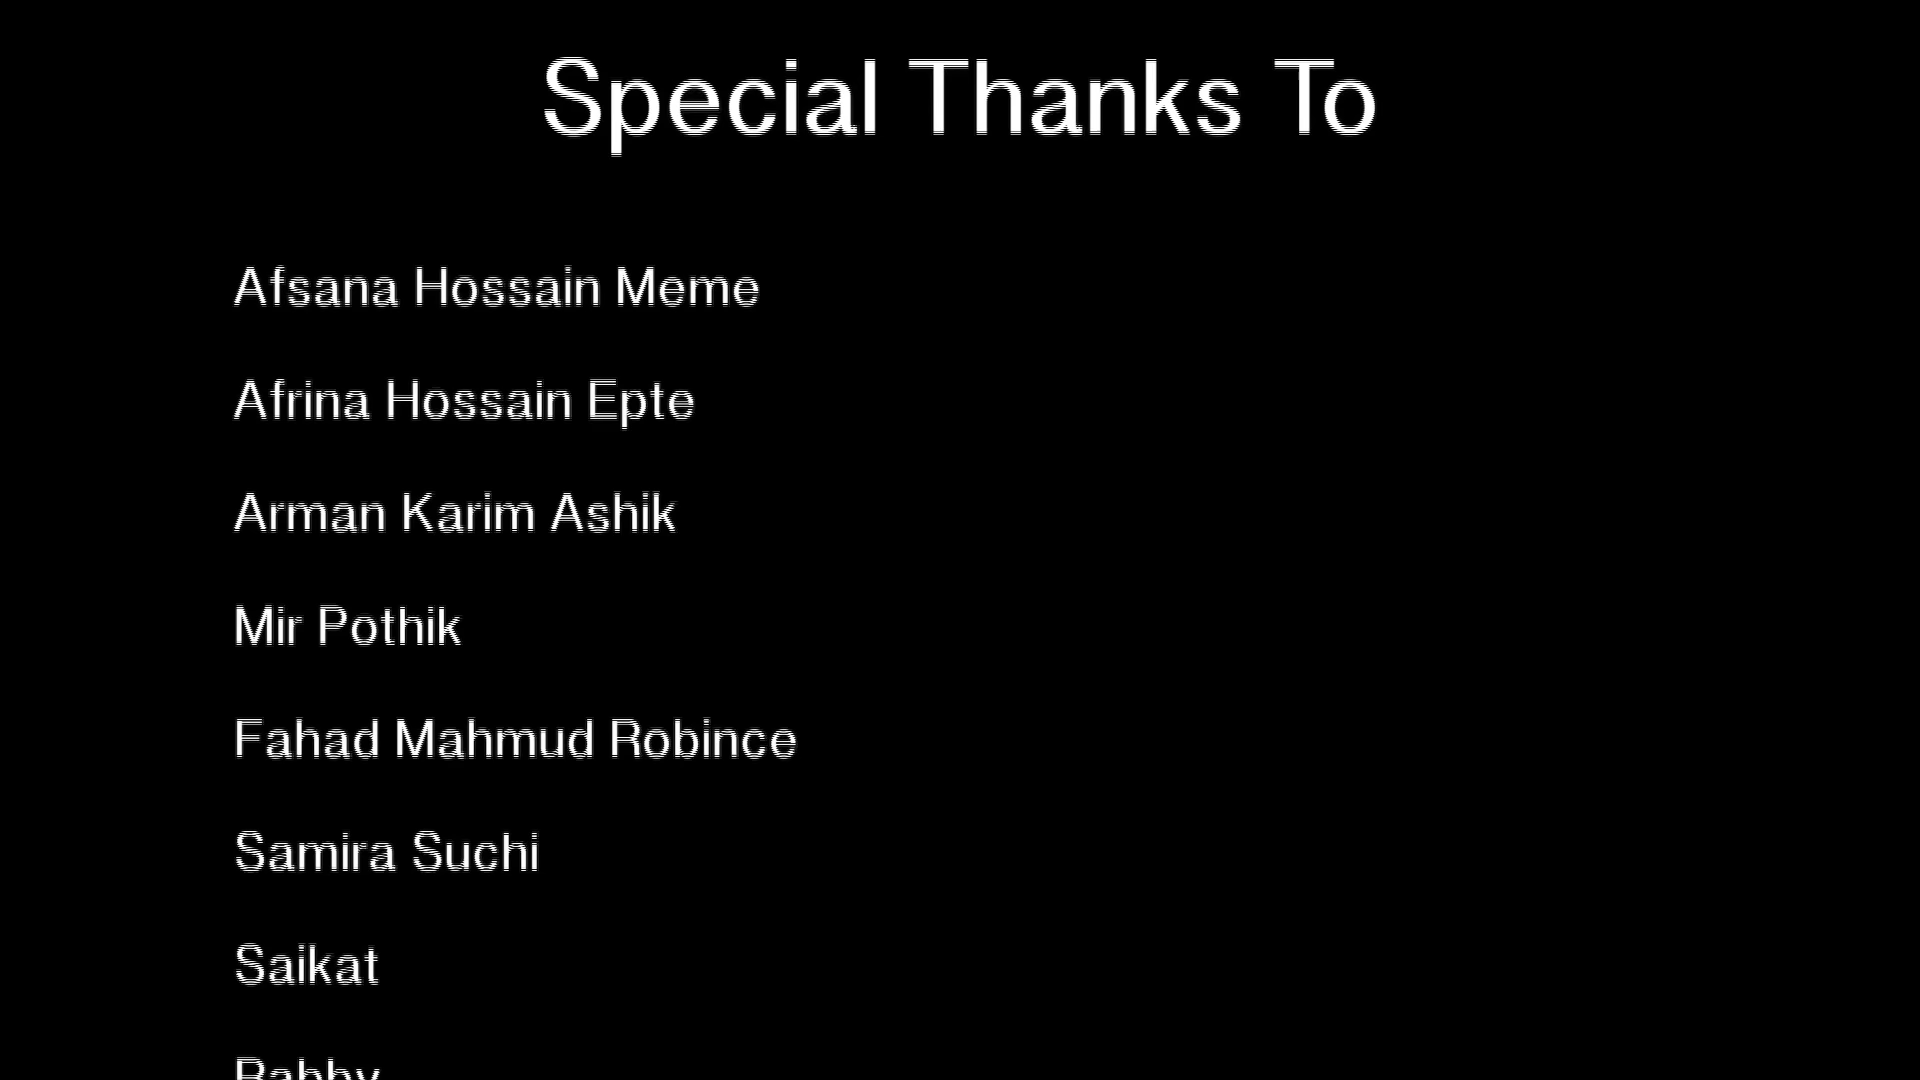 Special Thanks To
Afsana Hossain Meme
Afrina Hossain Epte
Arman Karim Ashik
Mir Pothik
Fahad Mahmud Robince
Samira Suchi
Saikat